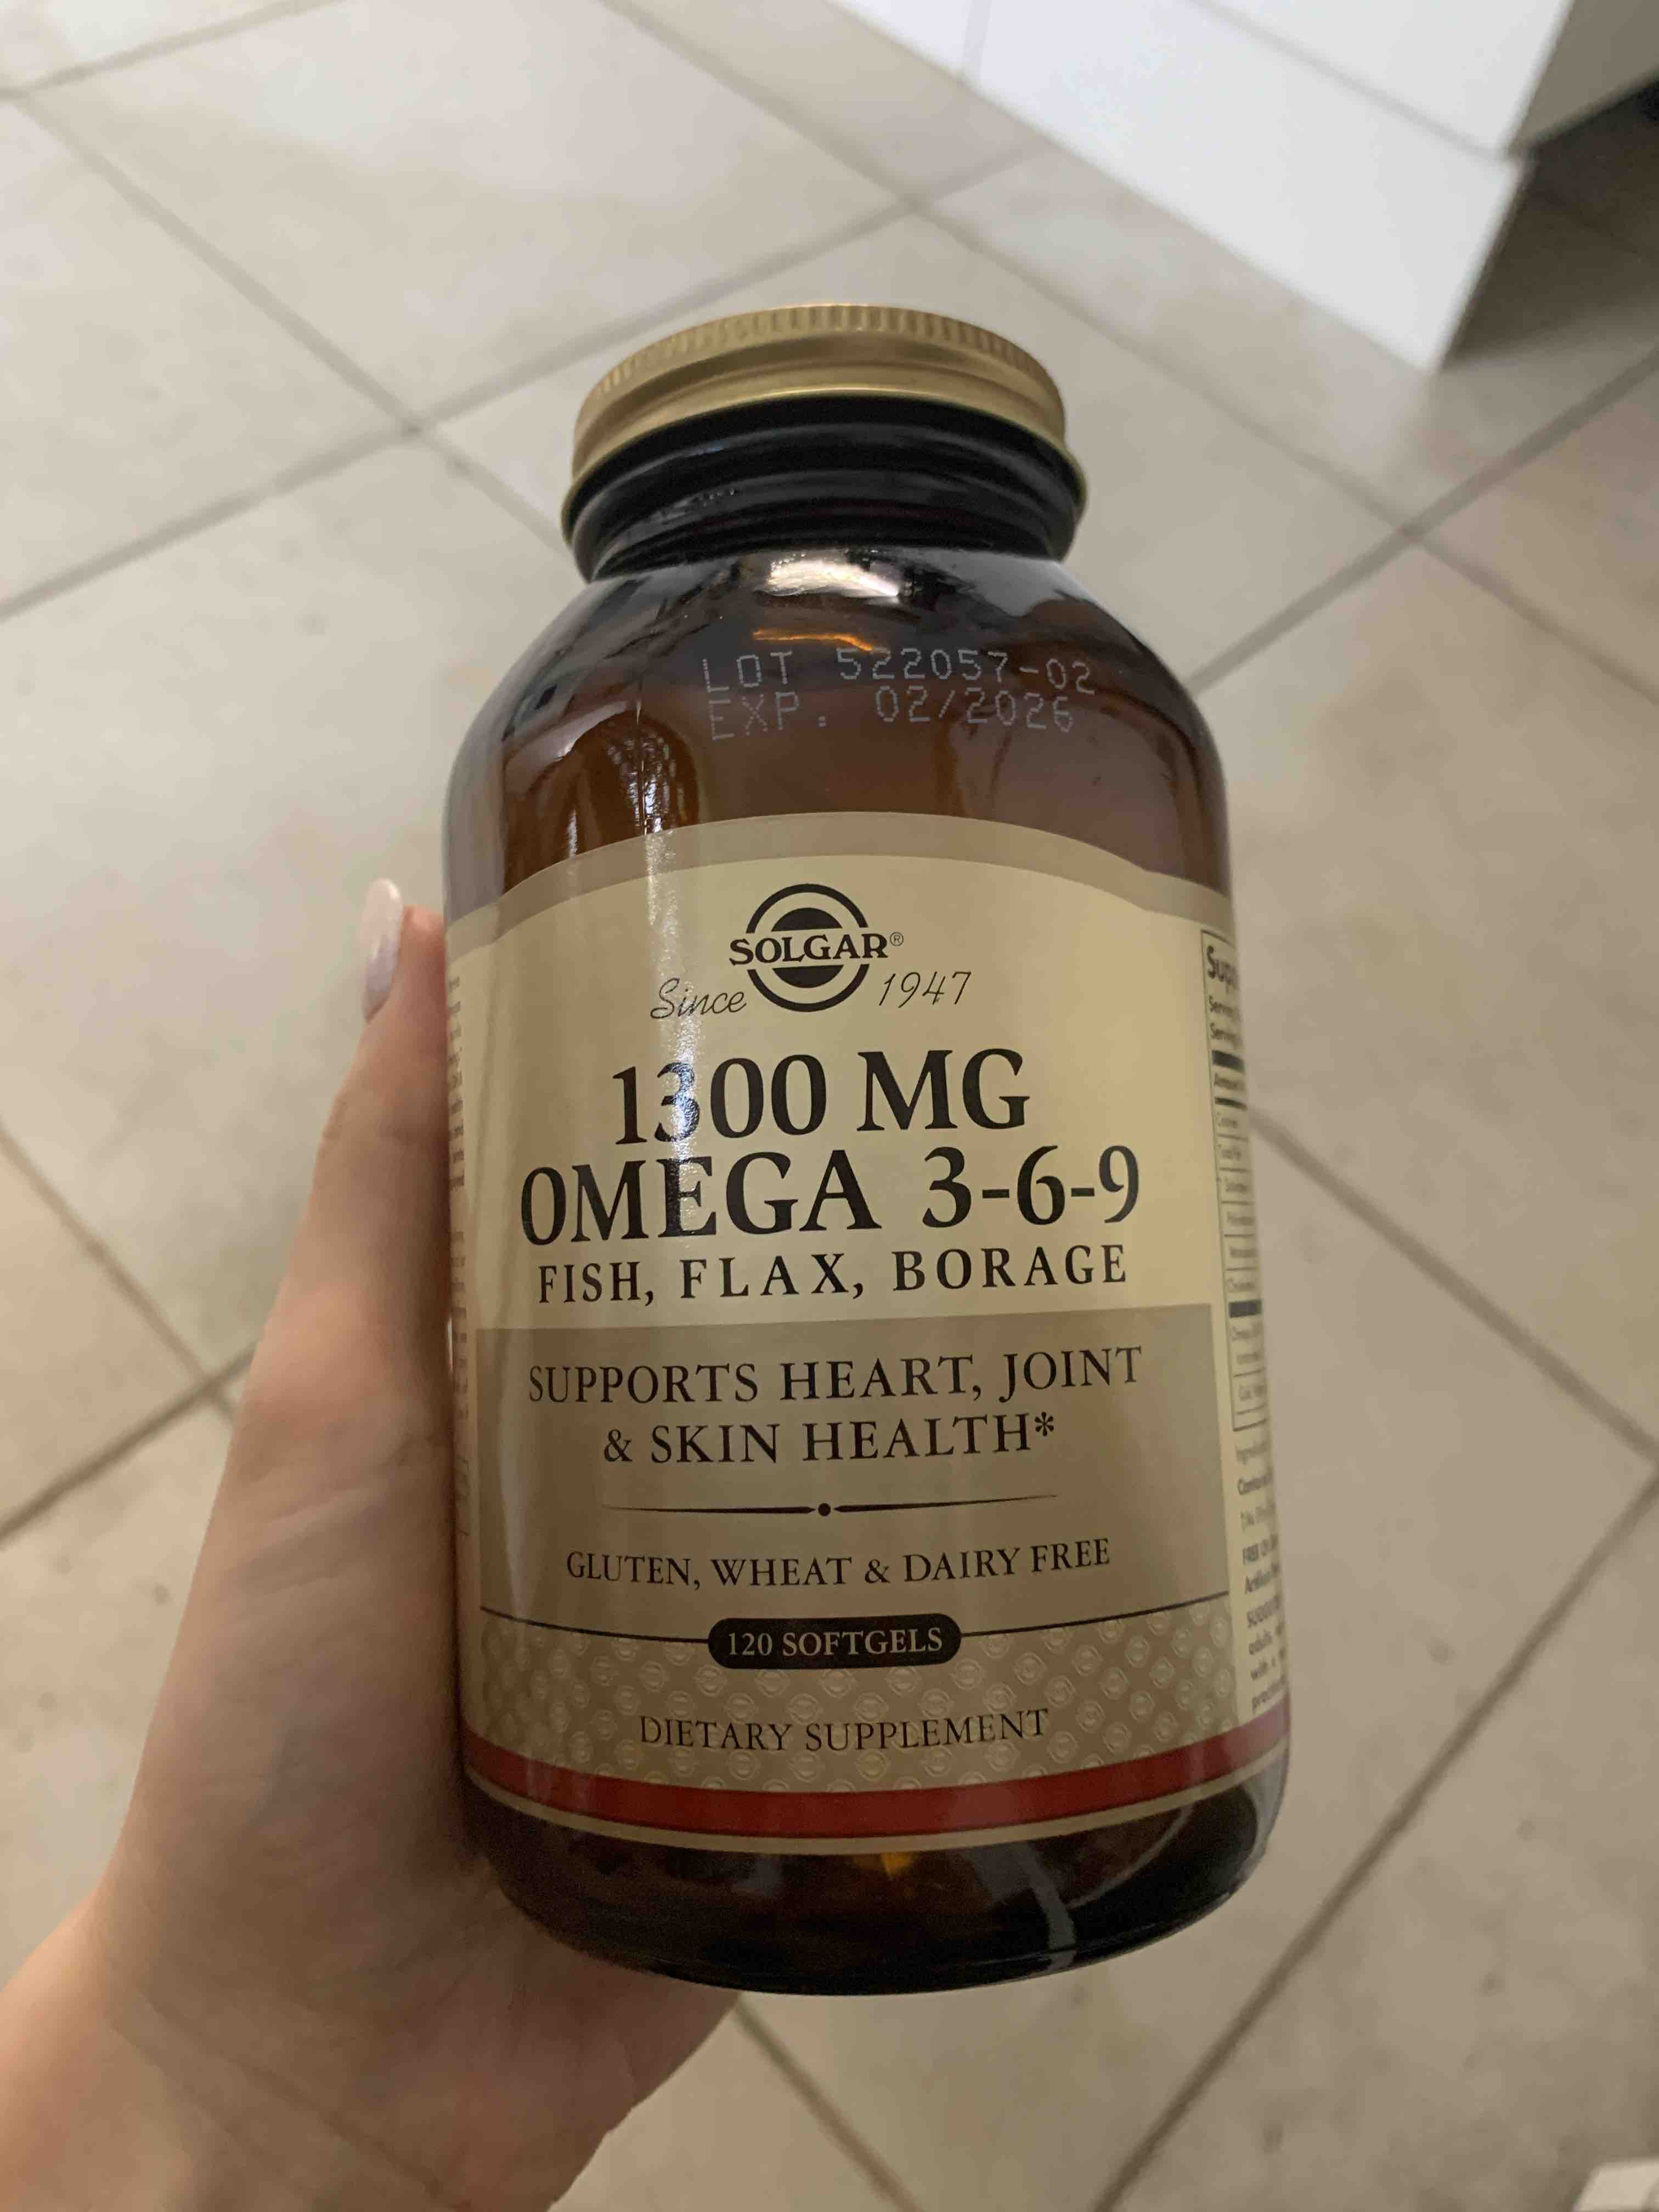 LOT 522057-02
EXP. 02/2026
SOLGAR®
Since 1947
1300 MG
OMEGA 3-6-9
FISH, FLAX, BORAGE
SUPPORTS HEART, JOINT
& SKIN HEALTH*
GLUTEN, WHEAT & DAIRY FREE
120 SOFTGELS
DIETARY SUPPLEMENT